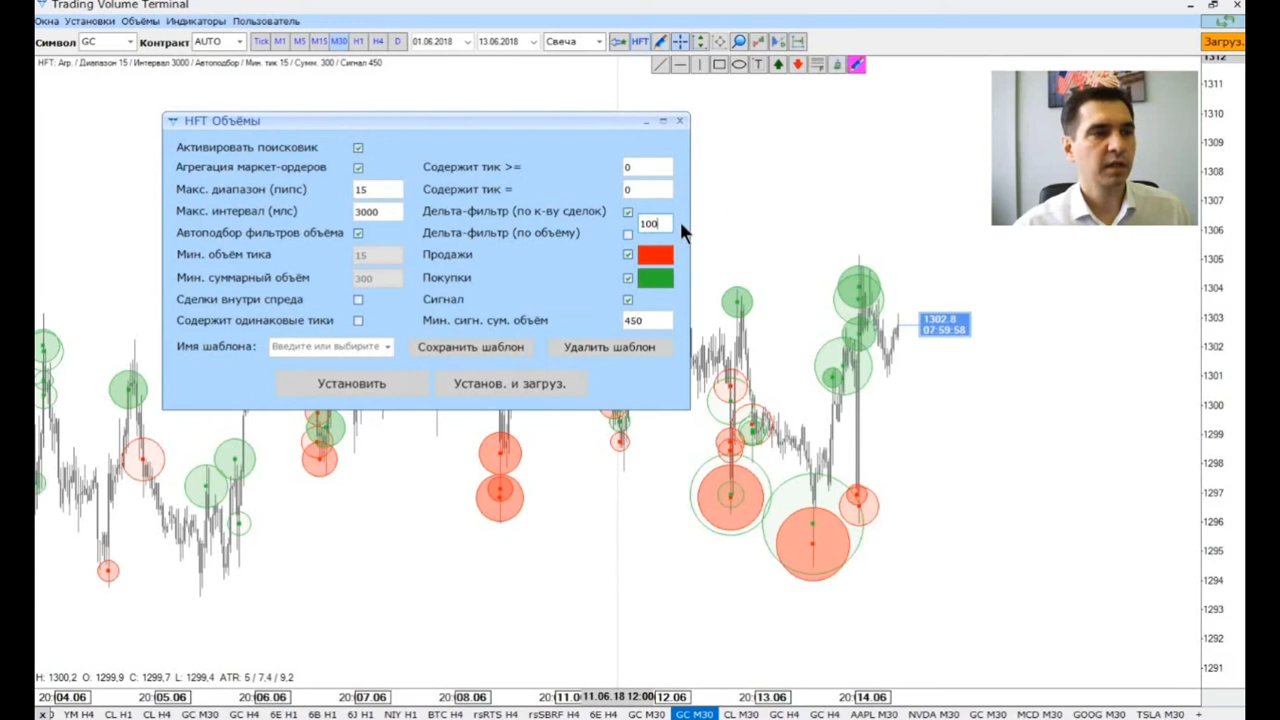 Trading Volume Terminal
Окна Установки Объёмы Индикаторы Пользователь
Символ GC Контракт AUTO Tick M1 M5 M15 M30 H1 H4 D 01.06.2018 13.06.2018 Свеча HFT Загруз.
HFT: Агр. / Диапазон 15 / Интервал 3000 / Автоподбор / Мин. тик 15 / Сумм. 300 / Сигнал 450
1312
1311
1310
1309
1308
1307
1306
1305
1304
1303
1302
1301
1300
1299
1298
1297
1296
1295
1294
1293
1292
1291
HFT Объёмы
Активировать поисковик
Агрегация маркет-ордеров Содержит тик >= 0
Макс. диапазон (пипс) 15 Содержит тик = 0
Макс. интервал (млс) 3000 Дельта-фильтр (по к-ву сделок)
100
Автоподбор фильтров объёма Дельта-фильтр (по объёму)
Мин. объём тика 15 Продажи
Мин. суммарный объём 300 Покупки
Сделки внутри спреда Сигнал
Содержит одинаковые тики Мин. сигн. сум. объём 450
Имя шаблона: Введите или выбирите Сохранить шаблон Удалить шаблон
Установить Установ. и загруз.
1302.8
07:59:58
H: 1300,2 O: 1299,9 C: 1299,7 L: 1299,4 ATR: 5 / 7,4 / 9,2
20:(04.06 20:(05.06 20:(06.06 20:(07.06 20:(08.06 20:(11.0 11.06.18 12:00 12.06 20:(13.06 20:(14.06
x YM H4 CL H1 CL H4 GC M30 GC H4 6E H1 6B H1 6J H1 NIY H1 BTC H4 rsRTS H4 rsSBRF H4 6E H4 GC M30 GC M30 CL M30 GC H4 GC H4 AAPL M30 NVDA M30 GC M30 MCD M30 GOOG M30 TSLA M30 +